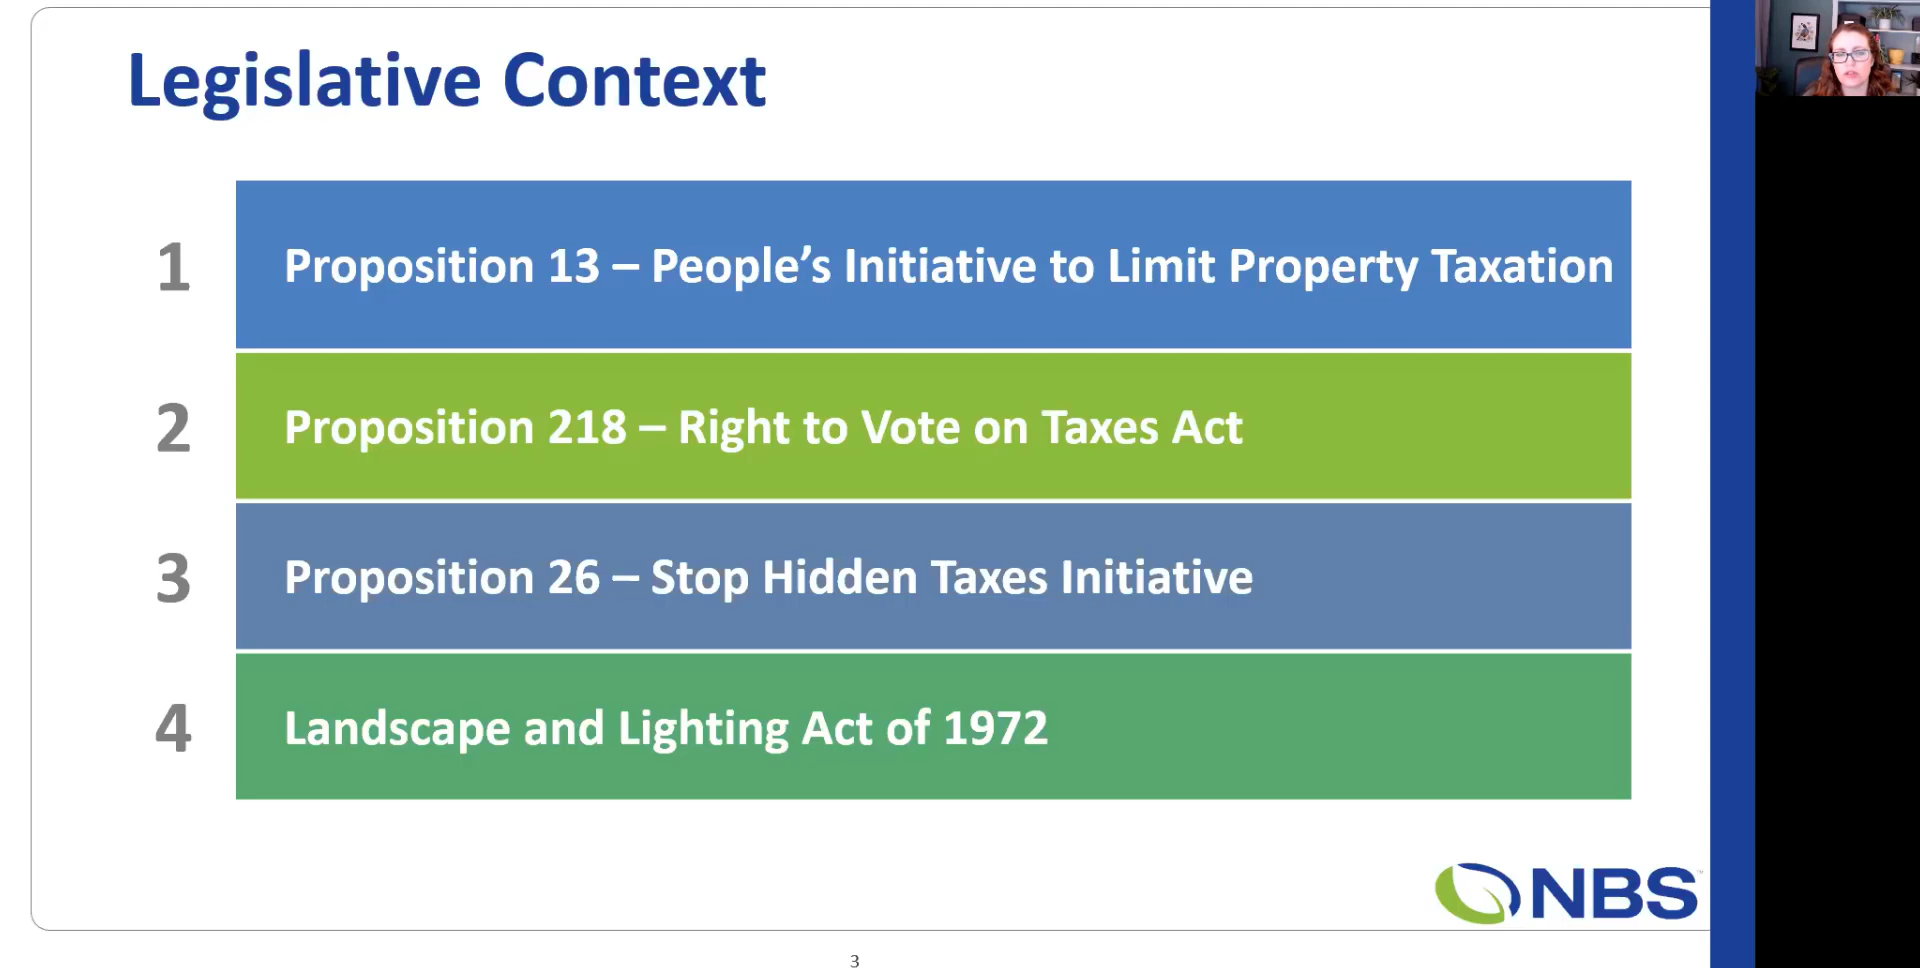 Legislative Context
1
Proposition 13 – People’s Initiative to Limit Property Taxation
2
Proposition 218 – Right to Vote on Taxes Act
3
Proposition 26 – Stop Hidden Taxes Initiative
4
Landscape and Lighting Act of 1972
NBS
3